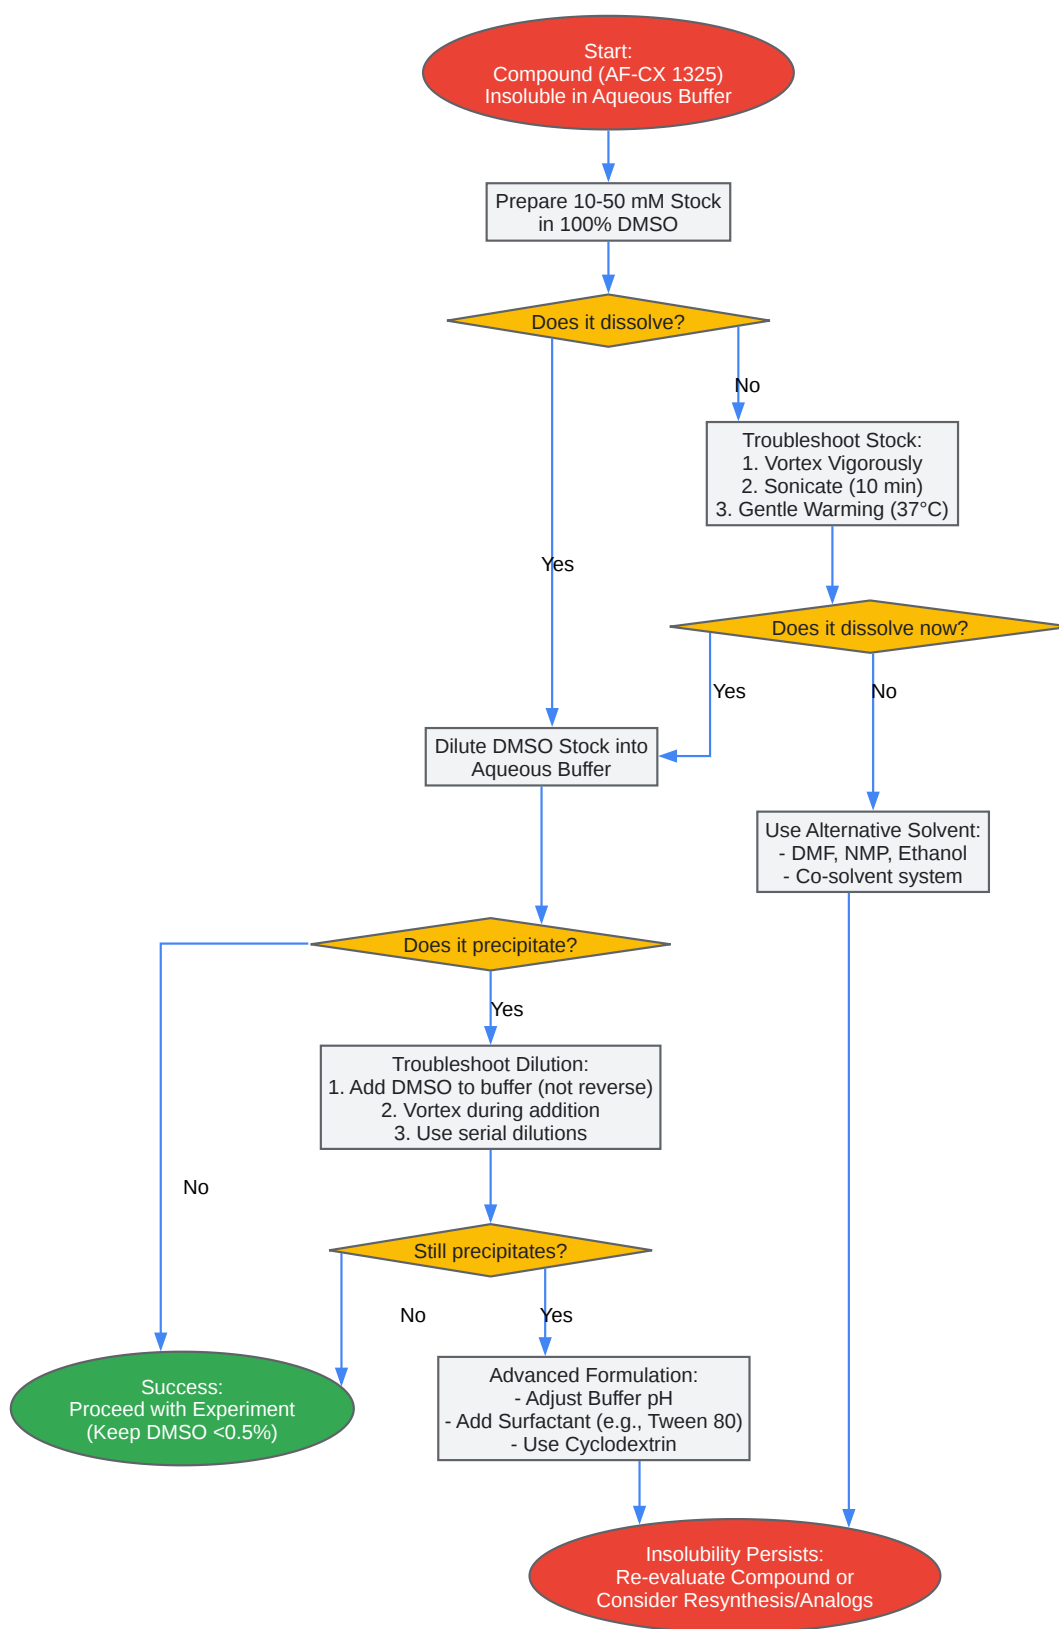 Start:
Compound (AF-CX 1325)
Insoluble in Aqueous Buffer
Prepare 10-50 mM Stock
in 100% DMSO
Does it dissolve?
No
Troubleshoot Stock:
1. Vortex Vigorously
2. Sonicate (10 min)
3. Gentle Warming (37°C)
Yes
Does it dissolve now?
Yes
No
Dilute DMSO Stock into
Aqueous Buffer
Use Alternative Solvent:
- DMF, NMP, Ethanol
- Co-solvent system
Does it precipitate?
Yes
Troubleshoot Dilution:
1. Add DMSO to buffer (not reverse)
2. Vortex during addition
3. Use serial dilutions
No
Still precipitates?
No
Yes
Success:
Proceed with Experiment
(Keep DMSO <0.5%)
Advanced Formulation:
- Adjust Buffer pH
- Add Surfactant (e.g., Tween 80)
- Use Cyclodextrin
Insolubility Persists:
Re-evaluate Compound or
Consider Resynthesis/Analogs